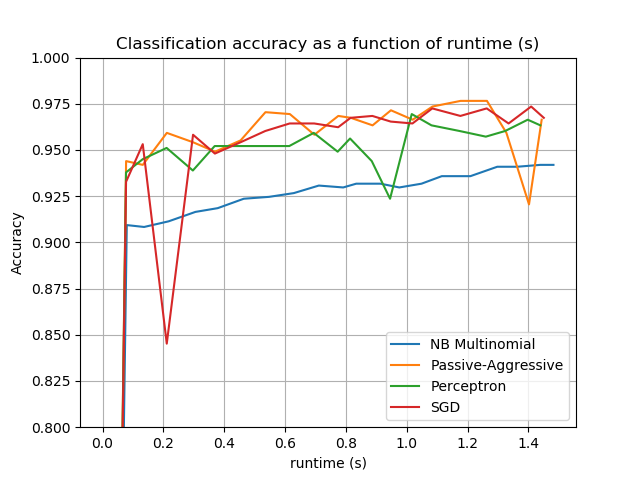 Classification accuracy as a function of runtime (s)
1.000
0.975
0.950
0.925
0.900
0.875
0.850
0.825
0.800
Accuracy
0.0 0.2 0.4 0.6 0.8 1.0 1.2 1.4
runtime (s)
NB Multinomial
Passive-Aggressive
Perceptron
SGD